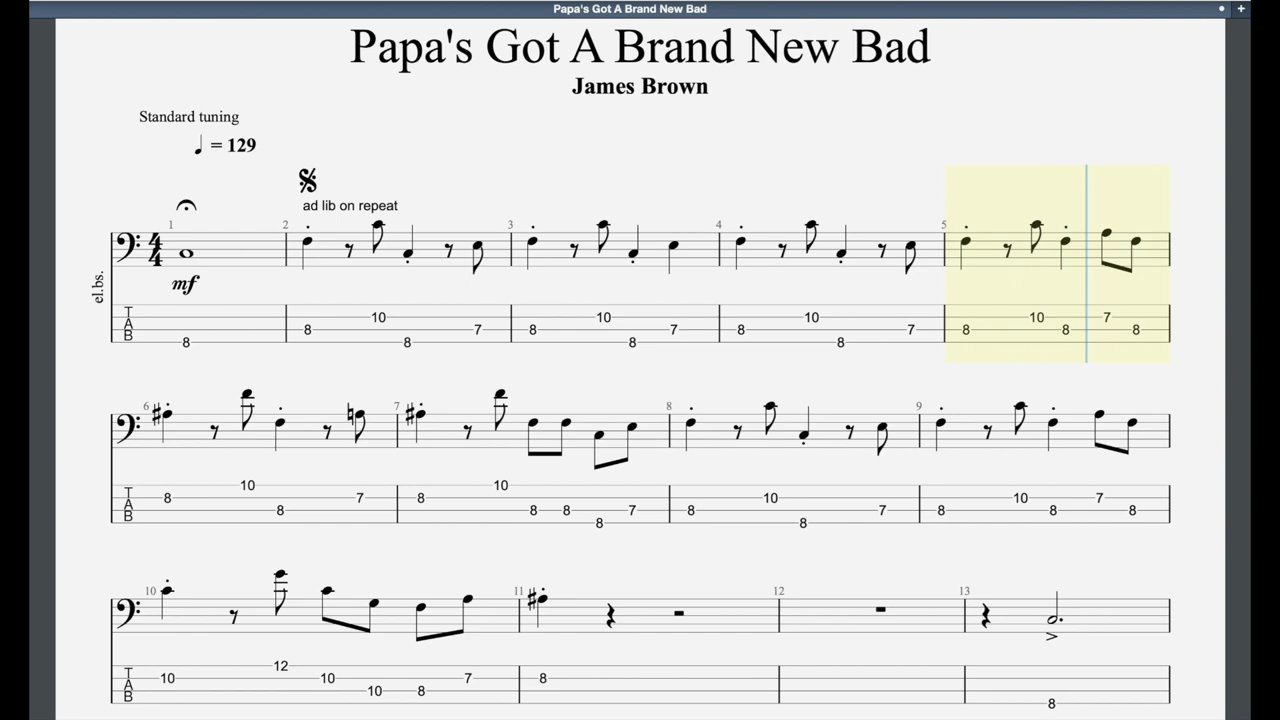 Papa's Got A Brand New Bad
Papa's Got A Brand New Bad
James Brown
Standard tuning
= 129
ad lib on repeat
1 2 3 4 5
4 4
el.bs.
mf
T 10 10 10 10 7
A 8 7 8 7 8 7 8 8 8
B 8 8 8 8
6 7 8 9
10 10
T 8 7 8 10 10 7
A 8 8 8 7 8 7 8 8 8
B 8 8
10 11 12 13
12
T 10 10 7 8
A 10 8
B 8